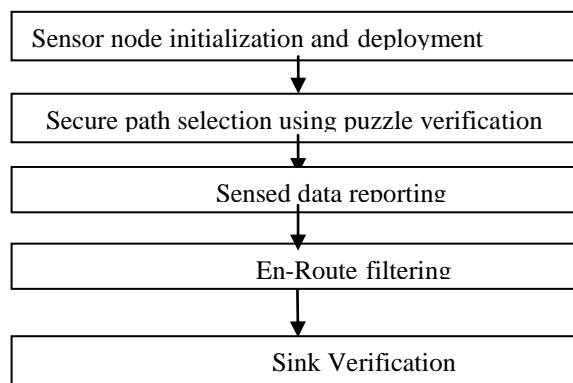 Sensor node initialization and deployment
Secure path selection using puzzle verification
Sensed data reporting
En-Route filtering
Sink Verification